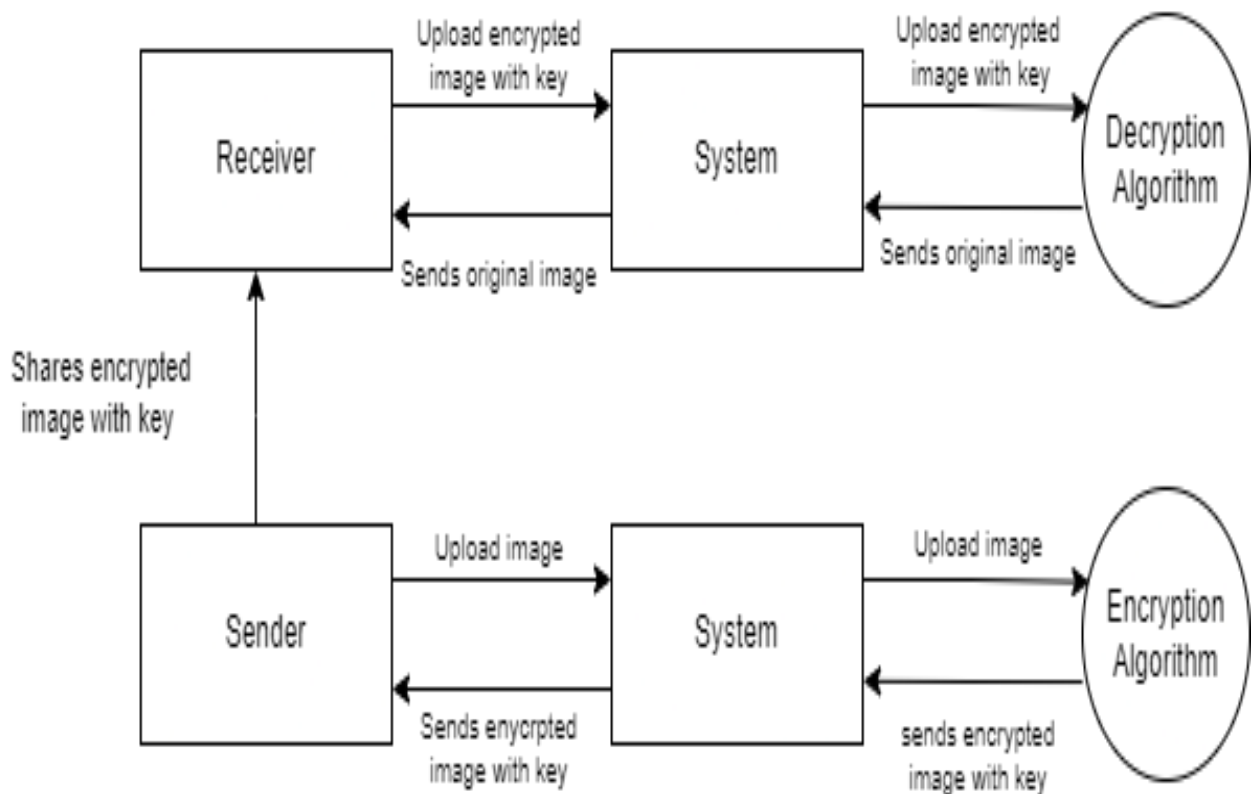 Upload encrypted
image with key
Upload encrypted
image with key
Receiver
System
Decryption
Algorithm
Sends original image
Sends original image
Shares encrypted
image with key
Upload image
Upload image
Sender
System
Encryption
Algorithm
Sends enycrpted
image with key
sends encrypted
image with key